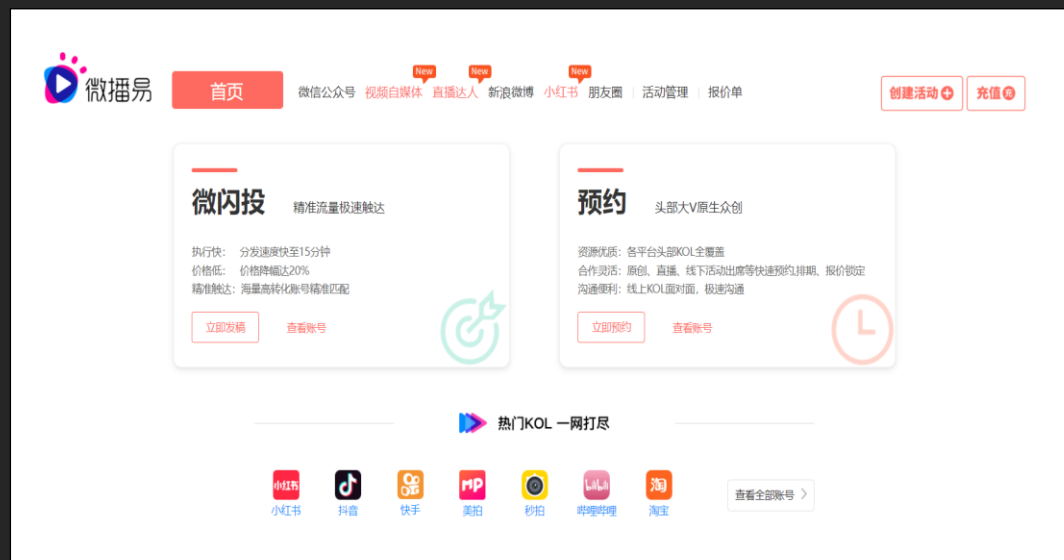 微播易
首页
New New New
微信公众号 视频自媒体 直播达人 新浪微博 小红书 朋友圈 活动管理 报价单
创建活动 充值 充
微闪投 精准流量极速触达
执行快： 分发速度快至15分钟
价格低： 价格降幅达20%
精准触达：海量高转化账号精准匹配
立即发稿 查看账号
预约 头部大V原生众创
资源优质：各平台头部KOL全覆盖
合作灵活：原创、直播、线下活动出席等快速预约,排期、报价锁定
沟通便利：线上KOL面对面，极速沟通
立即预约 查看账号
热门KOL 一网打尽
小红书 MP bilibili 淘
小红书 抖音 快手 美拍 秒拍 哔哩哔哩 淘宝
查看全部账号